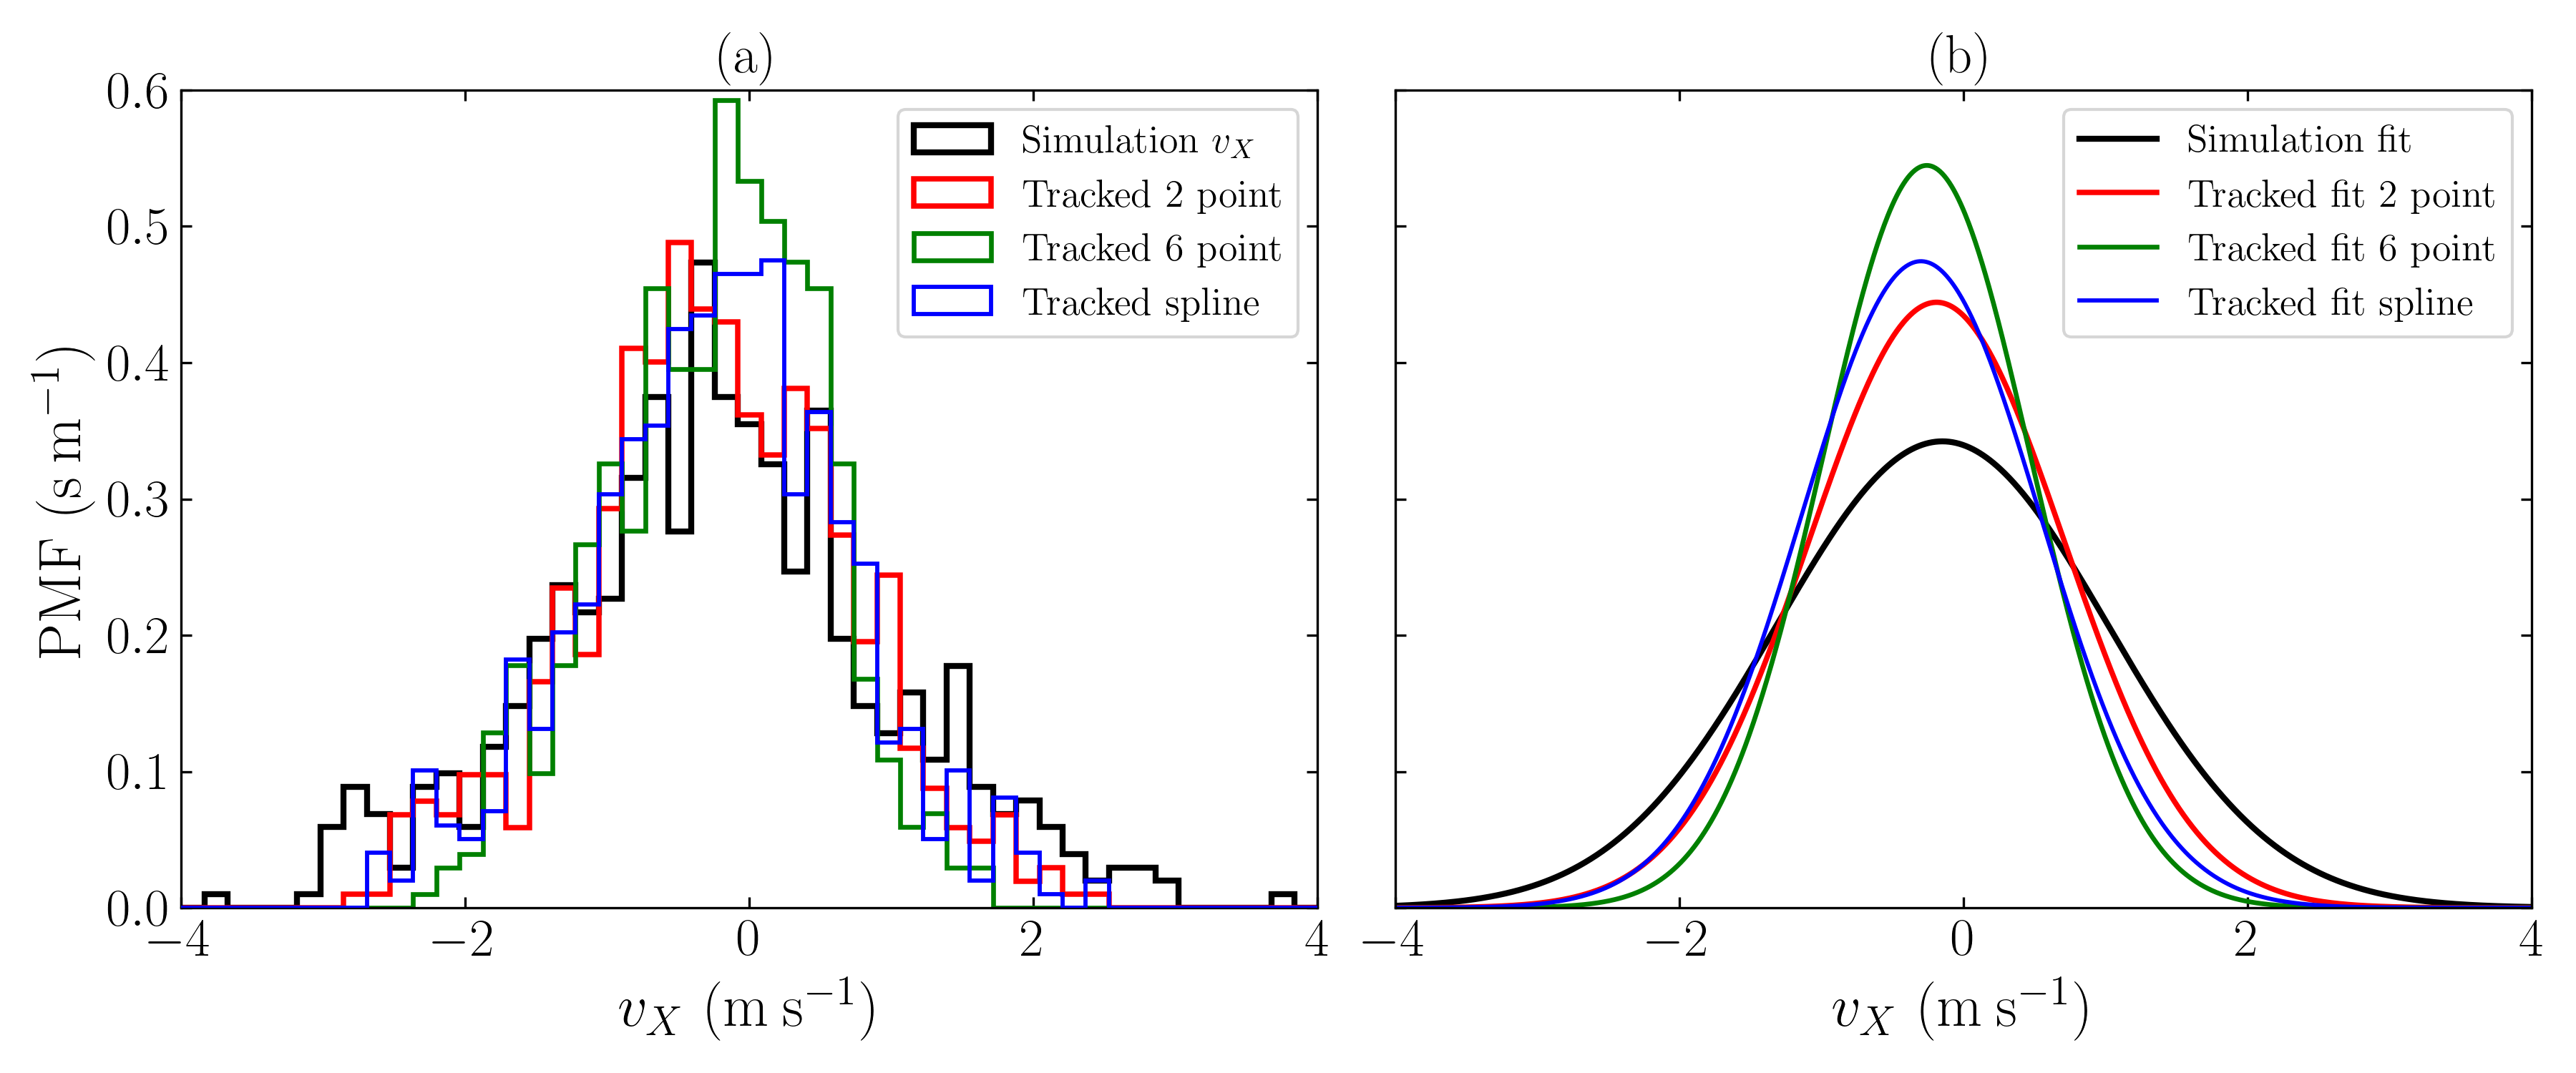 (a)
0.6
0.5
0.4
0.3
0.2
0.1
0.0
PMF (s m⁻¹)
Simulation v_X
Tracked 2 point
Tracked 6 point
Tracked spline
−4 −2 0 2 4
v_X (m s⁻¹)
(b)
Simulation fit
Tracked fit 2 point
Tracked fit 6 point
Tracked fit spline
−4 −2 0 2 4
v_X (m s⁻¹)